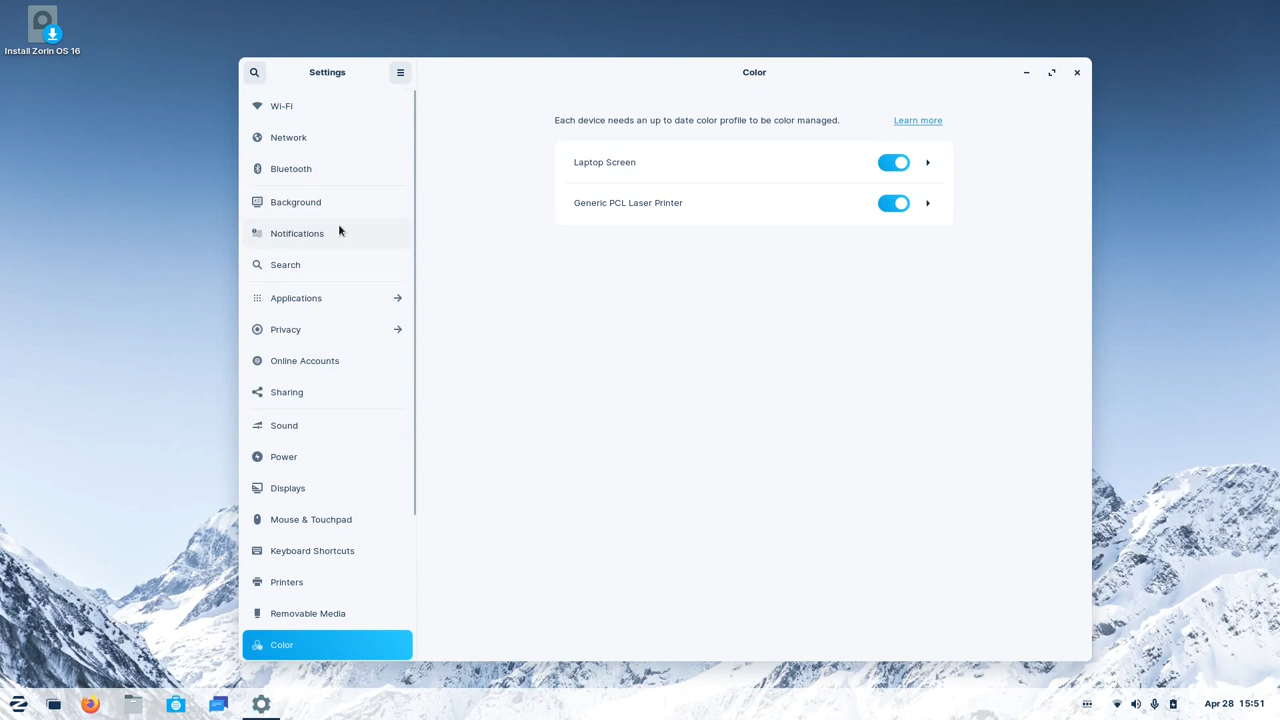 Install Zorin OS 16
Settings
Color
Wi-Fi
Network
Bluetooth
Background
Notifications
Search
Applications
Privacy
Online Accounts
Sharing
Sound
Power
Displays
Mouse & Touchpad
Keyboard Shortcuts
Printers
Removable Media
Color
Each device needs an up to date color profile to be color managed.
Learn more
Laptop Screen
Generic PCL Laser Printer
Apr 28 15:51